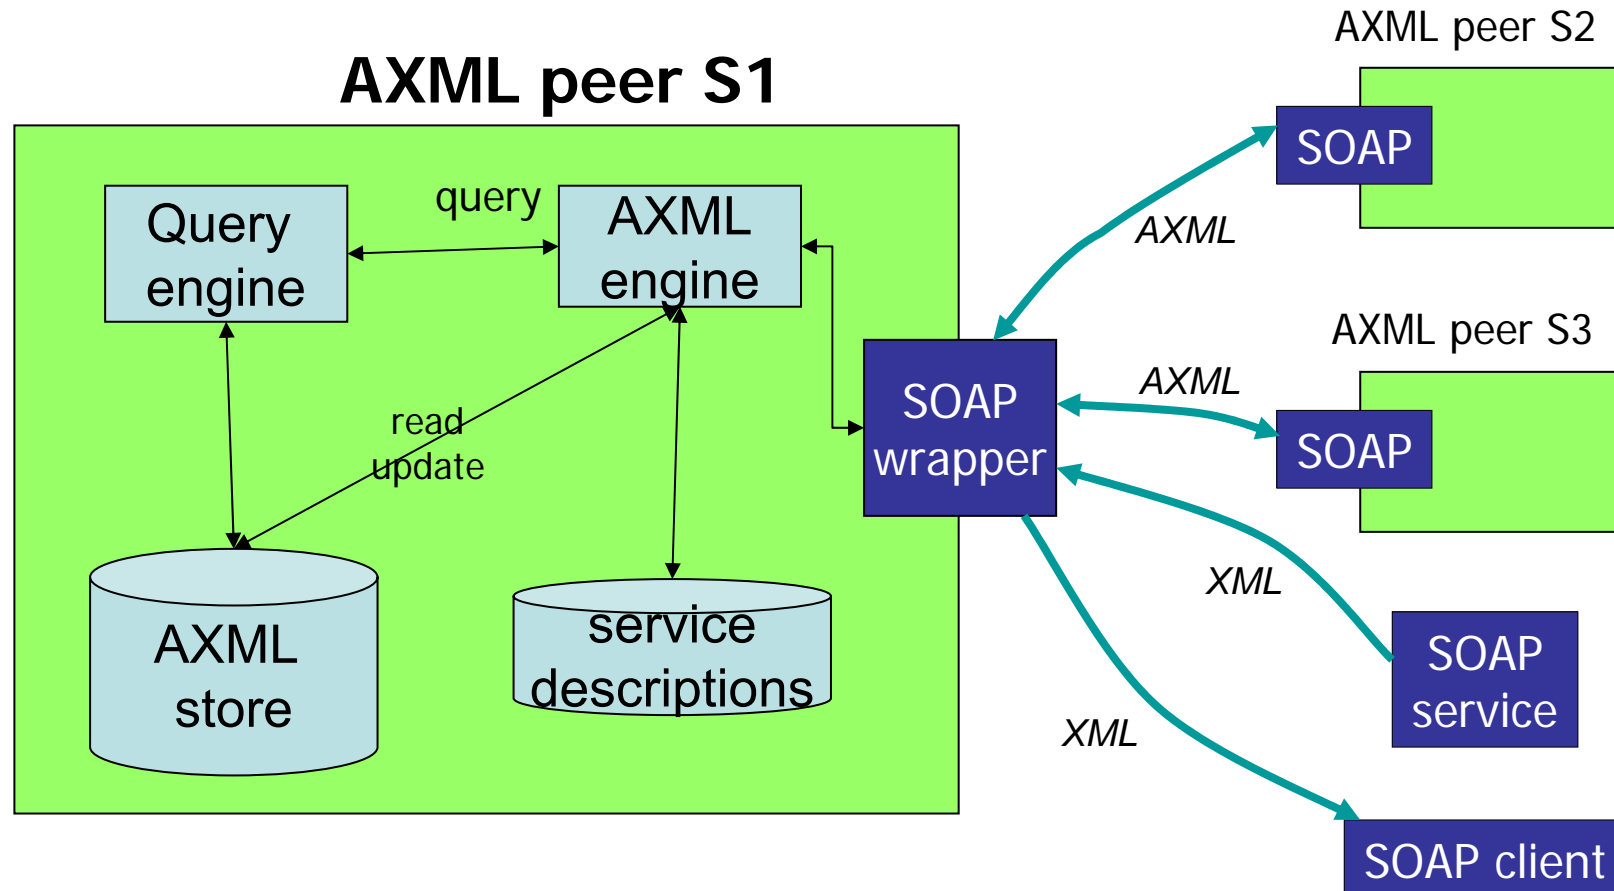 AXML peer S2
AXML peer S1
SOAP
query
Query
engine
AXML
engine
AXML
AXML peer S3
SOAP
wrapper
AXML
SOAP
read
update
XML
AXML
store
service
descriptions
SOAP
service
XML
SOAP client